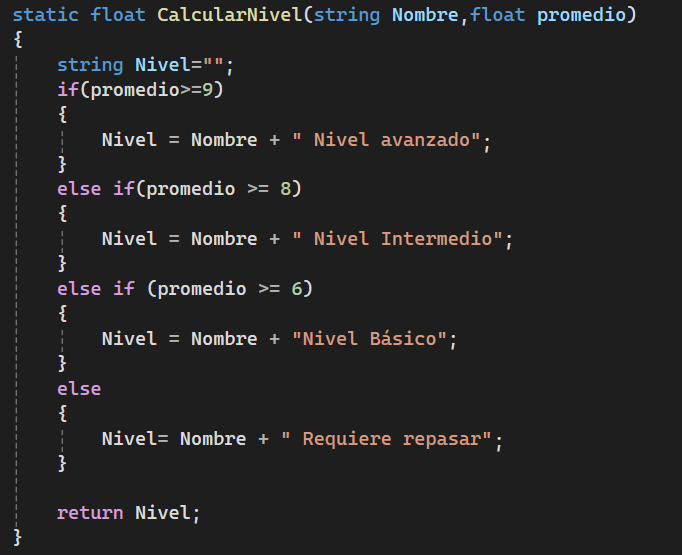 static float CalcularNivel(string Nombre,float promedio)
{
    string Nivel="";
    if(promedio>=9)
    {
        Nivel = Nombre + " Nivel avanzado";
    }
    else if(promedio >= 8)
    {
        Nivel = Nombre + " Nivel Intermedio";
    }
    else if (promedio >= 6)
    {
        Nivel = Nombre + "Nivel Básico";
    }
    else
    {
        Nivel= Nombre + " Requiere repasar";
    }

    return Nivel;
}